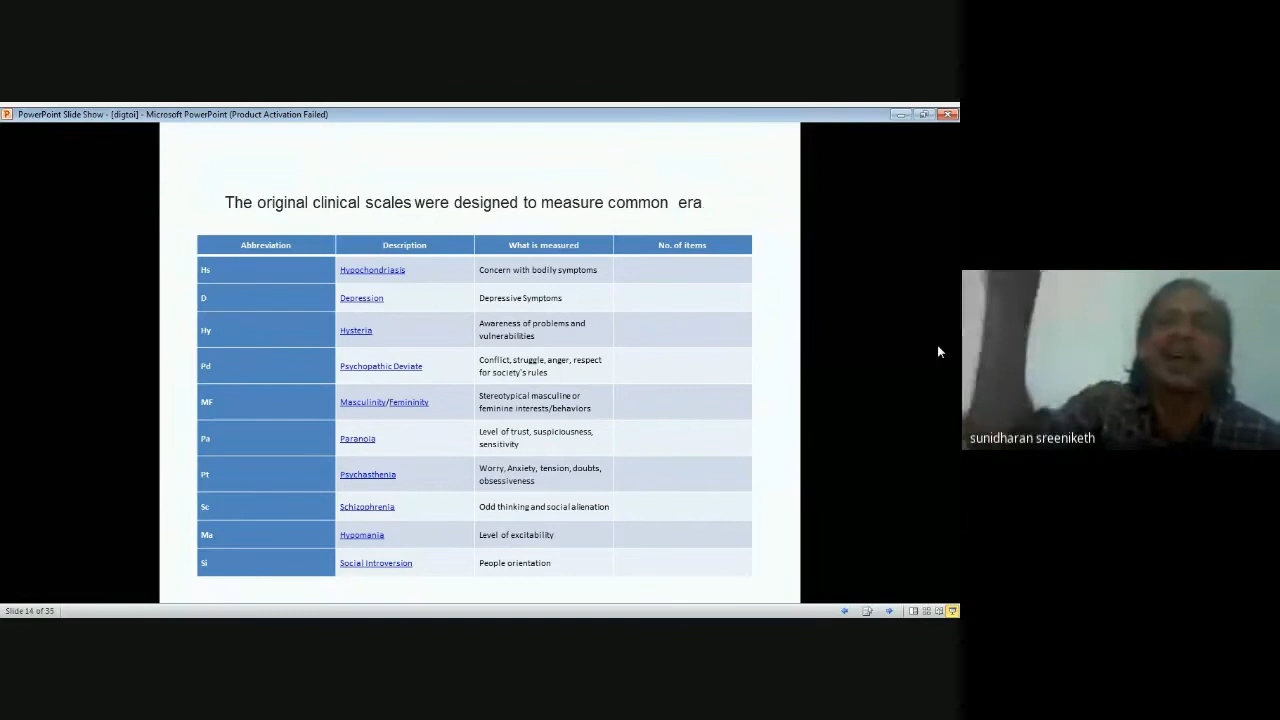 PowerPoint Slide Show - [digtoi] - Microsoft PowerPoint (Product Activation Failed)
The original clinical scales were designed to measure common era
Abbreviation Description What is measured No. of items
Hs Hypochondriasis Concern with bodily symptoms
D Depression Depressive Symptoms
Hy Hysteria Awareness of problems and
vulnerabilities
Pd Psychopathic Deviate Conflict, struggle, anger, respect
for society's rules
MF Masculinity/Femininity Stereotypical masculine or
feminine interests/behaviors
Pa Paranoia Level of trust, suspiciousness,
sensitivity
Pt Psychasthenia Worry, Anxiety, tension, doubts,
obsessiveness
Sc Schizophrenia Odd thinking and social alienation
Ma Hypomania Level of excitability
Si Social Introversion People orientation
sunidharan sreeniketh
Slide 14 of 35